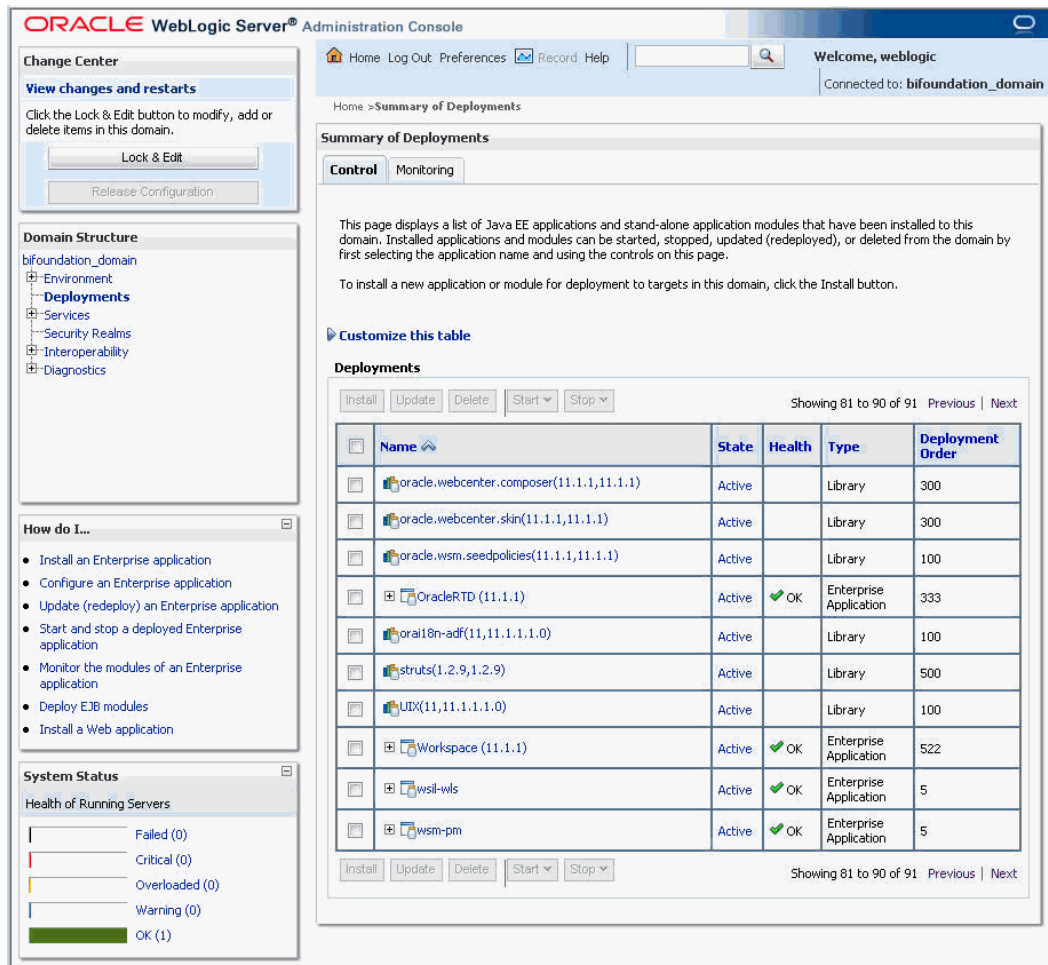 ORACLE WebLogic Server® Administration Console
Change Center
View changes and restarts
Click the Lock & Edit button to modify, add or
delete items in this domain.
Lock & Edit
Release Configuration
Domain Structure
bifoundation_domain
Environment
Deployments
Services
Security Realms
Interoperability
Diagnostics
How do I...
Install an Enterprise application
Configure an Enterprise application
Update (redeploy) an Enterprise application
Start and stop a deployed Enterprise
application
Monitor the modules of an Enterprise
application
Deploy EJB modules
Install a Web application
System Status
Health of Running Servers
Failed (0)
Critical (0)
Overloaded (0)
Warning (0)
OK (1)
Home Log Out Preferences Record Help
Welcome, weblogic
Connected to: bifoundation_domain
Home >Summary of Deployments
Summary of Deployments
Control Monitoring
This page displays a list of Java EE applications and stand-alone application modules that have been installed to this
domain. Installed applications and modules can be started, stopped, updated (redeployed), or deleted from the domain by
first selecting the application name and using the controls on this page.
To install a new application or module for deployment to targets in this domain, click the Install button.
Customize this table
Deployments
Install Update Delete Start Stop Showing 81 to 90 of 91 Previous | Next
Name State Health Type Deployment Order
oracle.webcenter.composer(11.1.1,11.1.1) Active Library 300
oracle.webcenter.skin(11.1.1,11.1.1) Active Library 300
oracle.wsm.seedpolicies(11.1.1,11.1.1) Active Library 100
OracleRTD (11.1.1) Active OK Enterprise Application 333
orai18n-adf(11,11.1.1.1.0) Active Library 100
struts(1.2.9,1.2.9) Active Library 500
UIX(11,11.1.1.1.0) Active Library 100
Workspace (11.1.1) Active OK Enterprise Application 522
wsil-wls Active OK Enterprise Application 5
wsm-pm Active OK Enterprise Application 5
Install Update Delete Start Stop Showing 81 to 90 of 91 Previous | Next